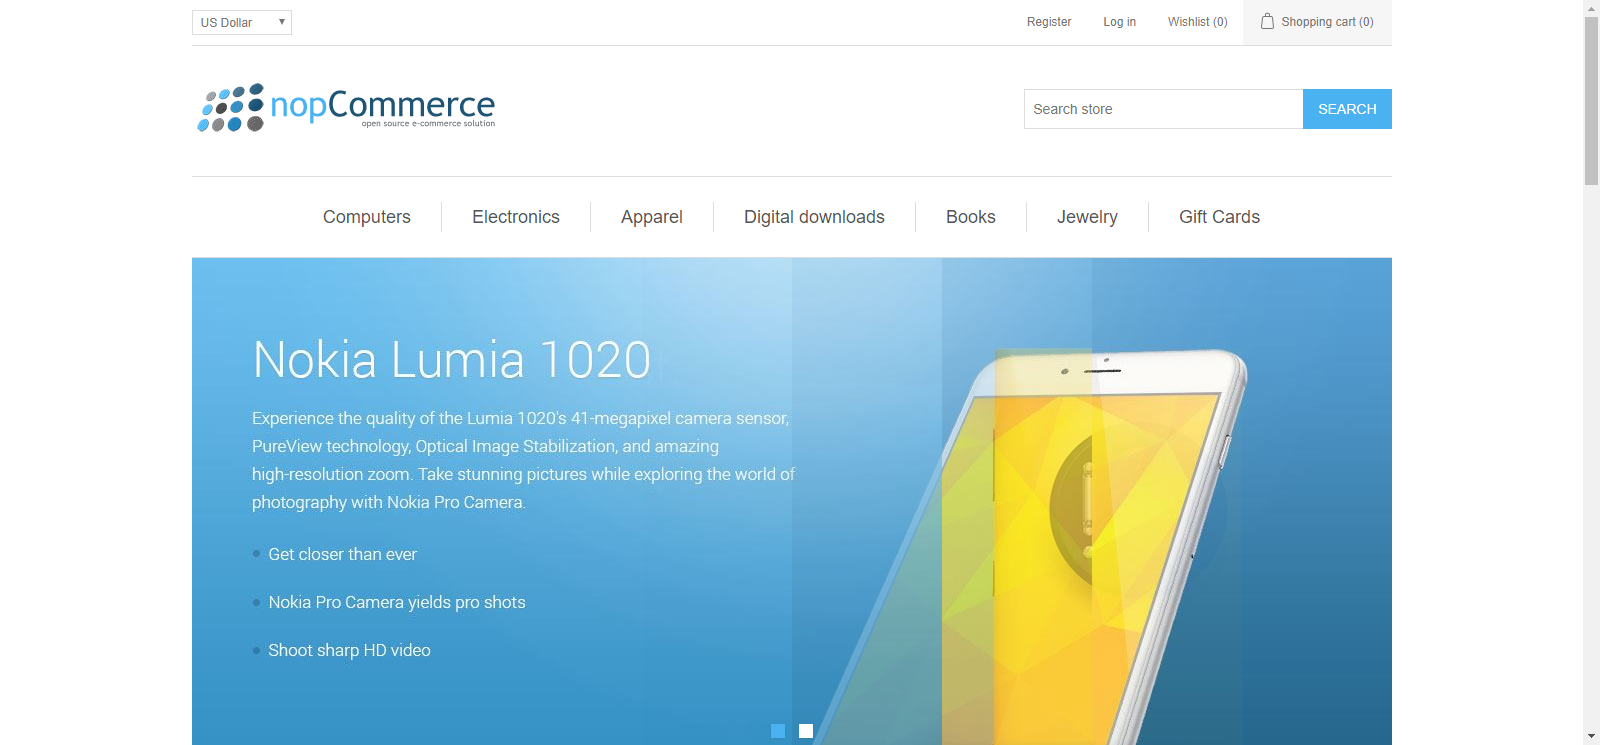 US Dollar
Register
Log in
Wishlist (0)
Shopping cart (0)
nopCommerce
open source e-commerce solution
Search store
SEARCH
Computers
Electronics
Apparel
Digital downloads
Books
Jewelry
Gift Cards
Nokia Lumia 1020
Experience the quality of the Lumia 1020's 41-megapixel camera sensor,
PureView technology, Optical Image Stabilization, and amazing
high-resolution zoom. Take stunning pictures while exploring the world of
photography with Nokia Pro Camera.
Get closer than ever
Nokia Pro Camera yields pro shots
Shoot sharp HD video